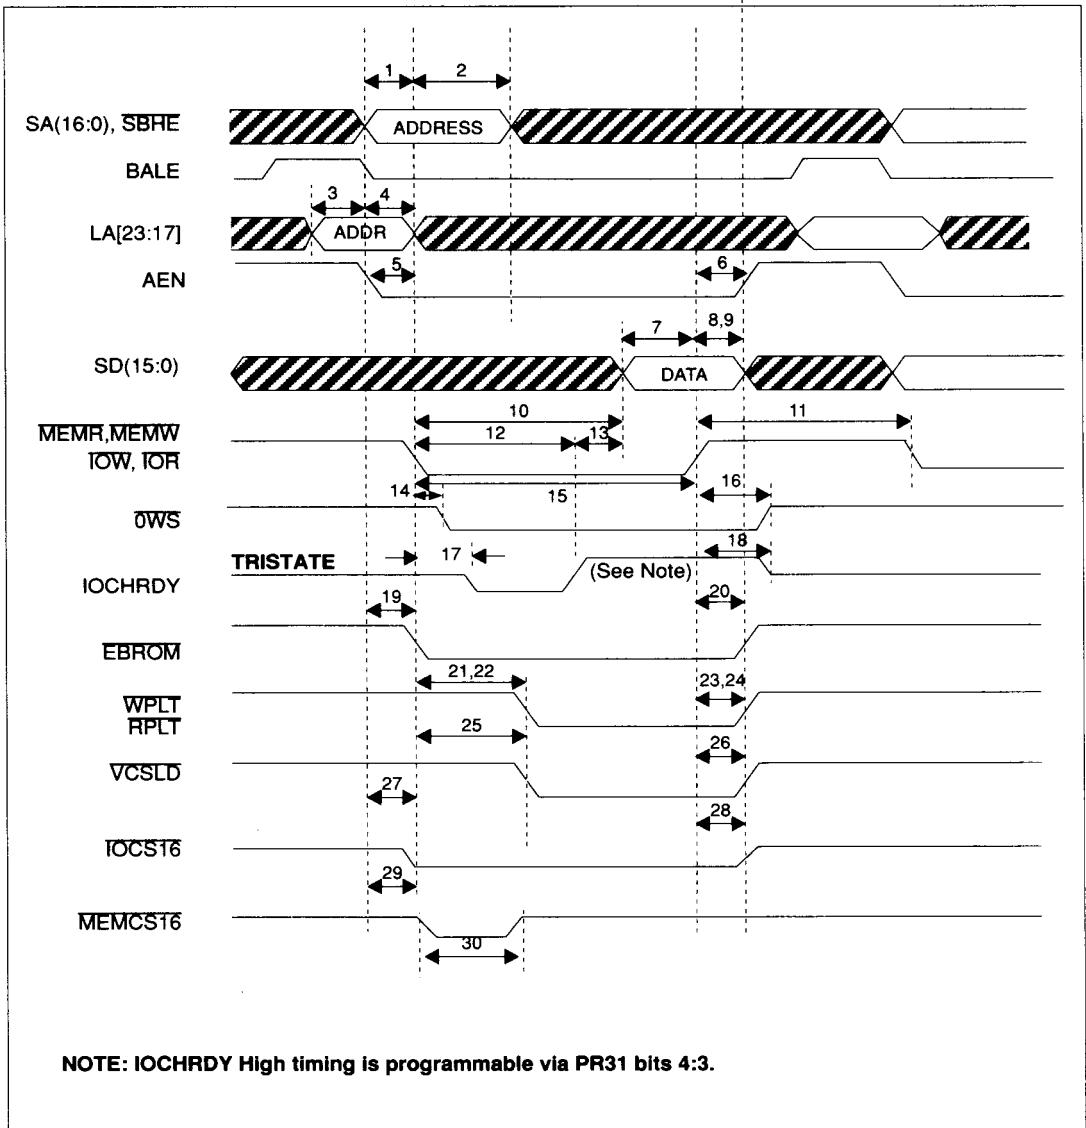 1 2
SA(16:0), SBHE ADDRESS
BALE
3 4
LA[23:17] ADDR
AEN 5 6
7 8,9
SD(15:0) DATA
10 11
MEMR,MEMW 12 13
IOW, IOR
14 15 16
0WS
TRISTATE 17 18
IOCHRDY (See Note)
19 20
EBROM
21,22 23,24
WPLT
RPLT 25 26
VCSLD
27 28
IOCS16
29
MEMCS16
30
NOTE: IOCHRDY High timing is programmable via PR31 bits 4:3.